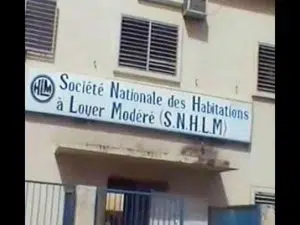 HLM
Société Nationale des Habitations
à Loyer Modéré (S.N.H.L.M)